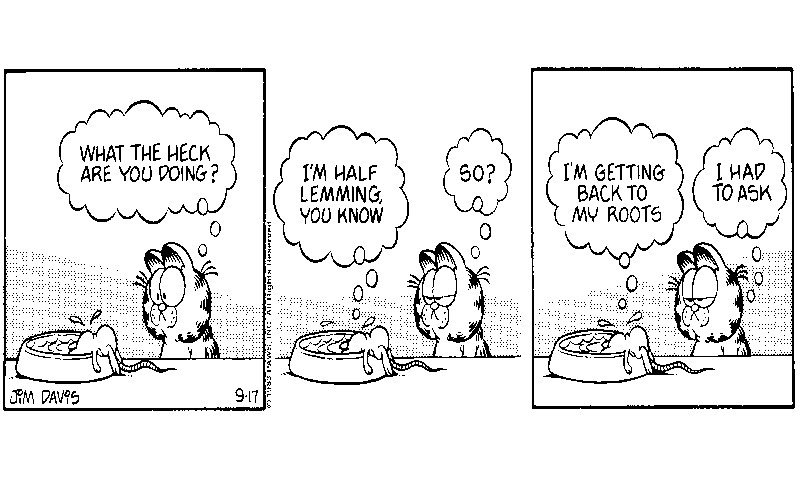 WHAT THE HECK
ARE YOU DOING?
JIM DAVIS
9-17
I'M HALF
LEMMING,
YOU KNOW
SO?
I'M GETTING
BACK TO
MY ROOTS
I HAD
TO ASK